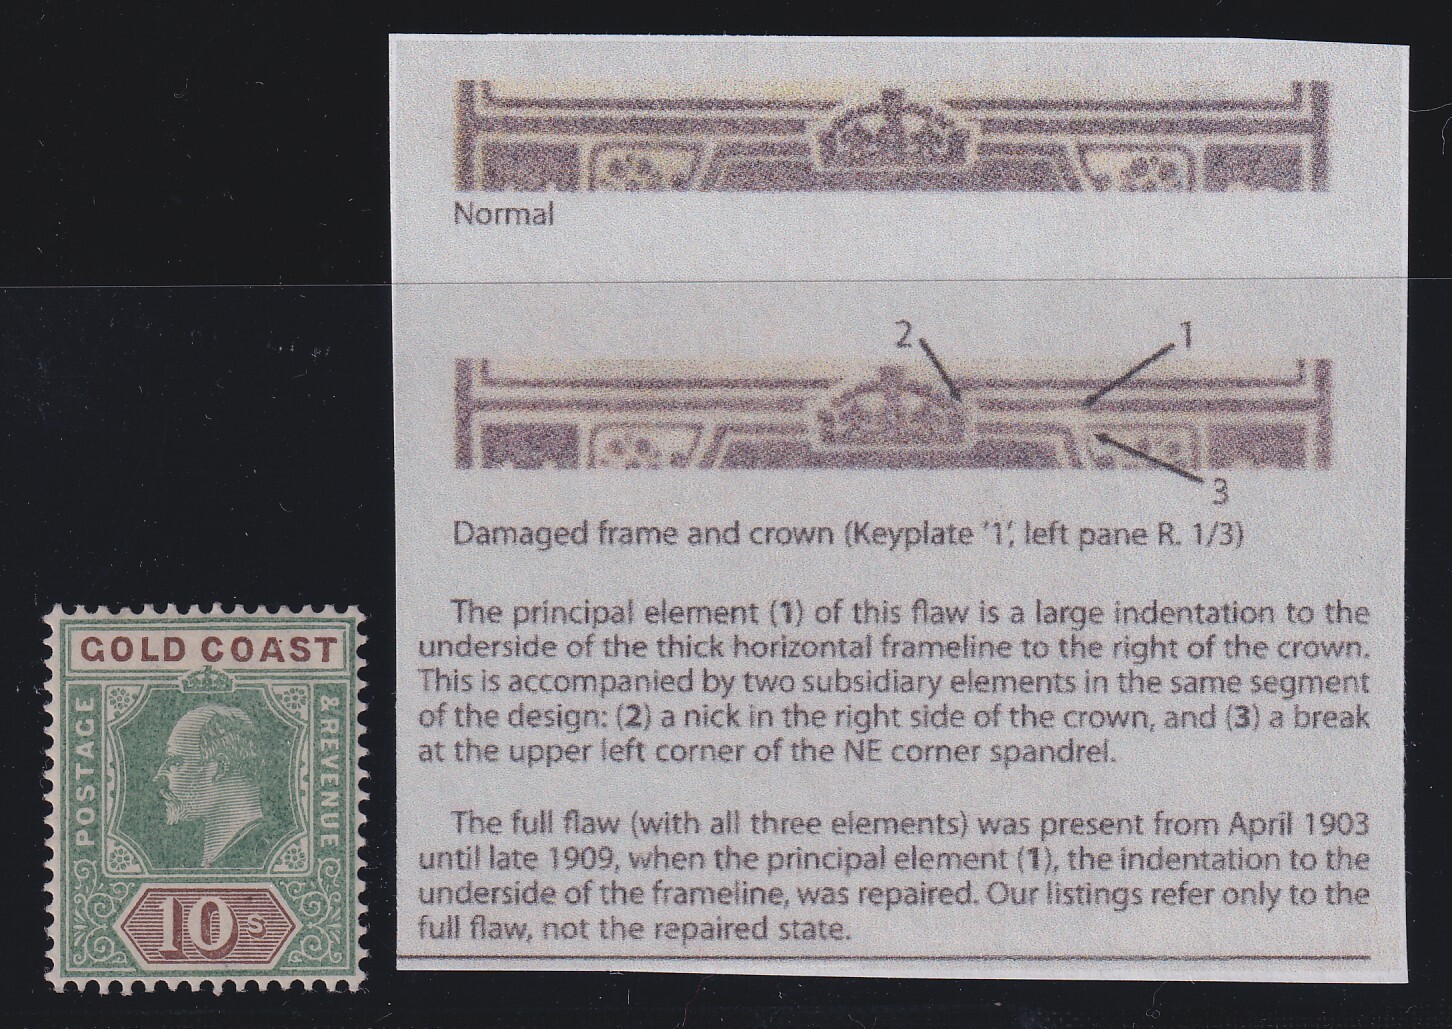 Normal
2 1
3
Damaged frame and crown (Keyplate '1', left pane R. 1/3)
The principal element (1) of this flaw is a large indentation to the
underside of the thick horizontal frameline to the right of the crown.
This is accompanied by two subsidiary elements in the same segment
of the design: (2) a nick in the right side of the crown, and (3) a break
at the upper left corner of the NE corner spandrel.
The full flaw (with all three elements) was present from April 1903
until late 1909, when the principal element (1), the indentation to the
underside of the frameline, was repaired. Our listings refer only to the
full flaw, not the repaired state.
GOLD COAST
POSTAGE
& REVENUE
10s